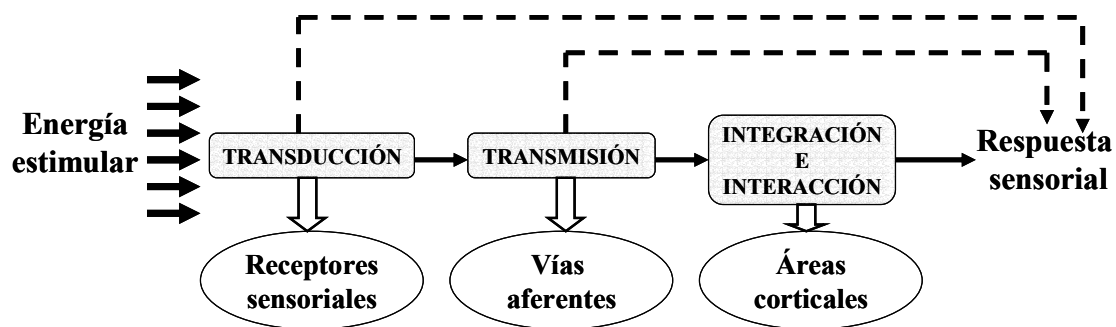 Energía
estimular
TRANSDUCCIÓN
TRANSMISIÓN
INTEGRACIÓN
E
INTERACCIÓN
Respuesta
sensorial
Receptores
sensoriales
Vías
aferentes
Áreas
corticales